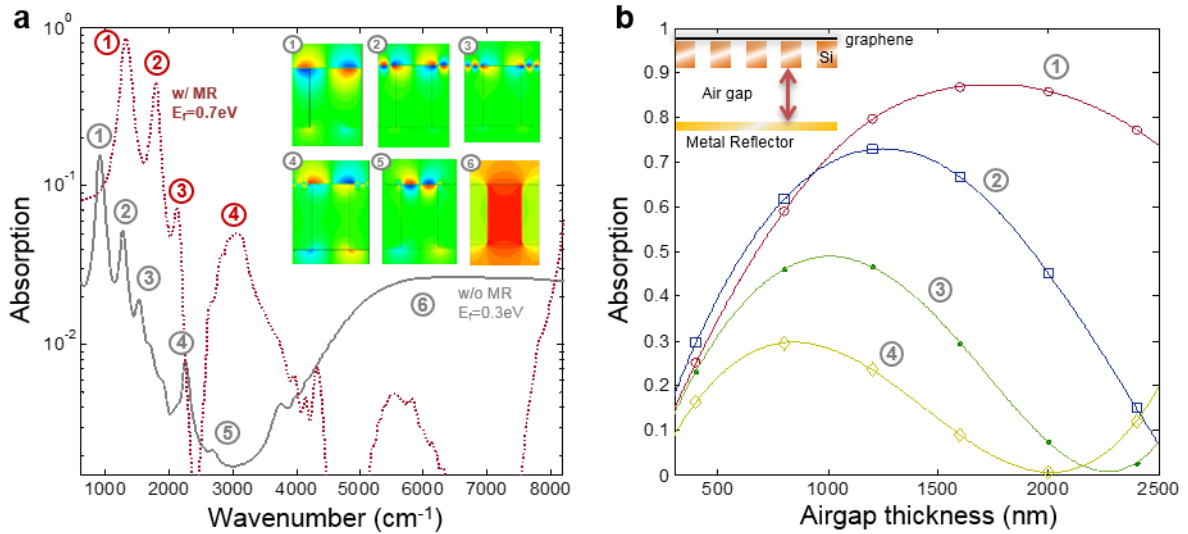 a
Absorption
10⁰
10⁻¹
10⁻²
① ② ③ ④
w/ MR
E_f=0.7eV
① ② ③
④ ⑤ ⑥
① ② ③ ④ ⑤ ⑥
w/o MR
E_f=0.3eV
1000 2000 3000 4000 5000 6000 7000 8000
Wavenumber (cm⁻¹)
b
Absorption
1
0.9
0.8
0.7
0.6
0.5
0.4
0.3
0.2
0.1
0
graphene
Si
Air gap
Metal Reflector
①
②
③
④
500 1000 1500 2000 2500
Airgap thickness (nm)